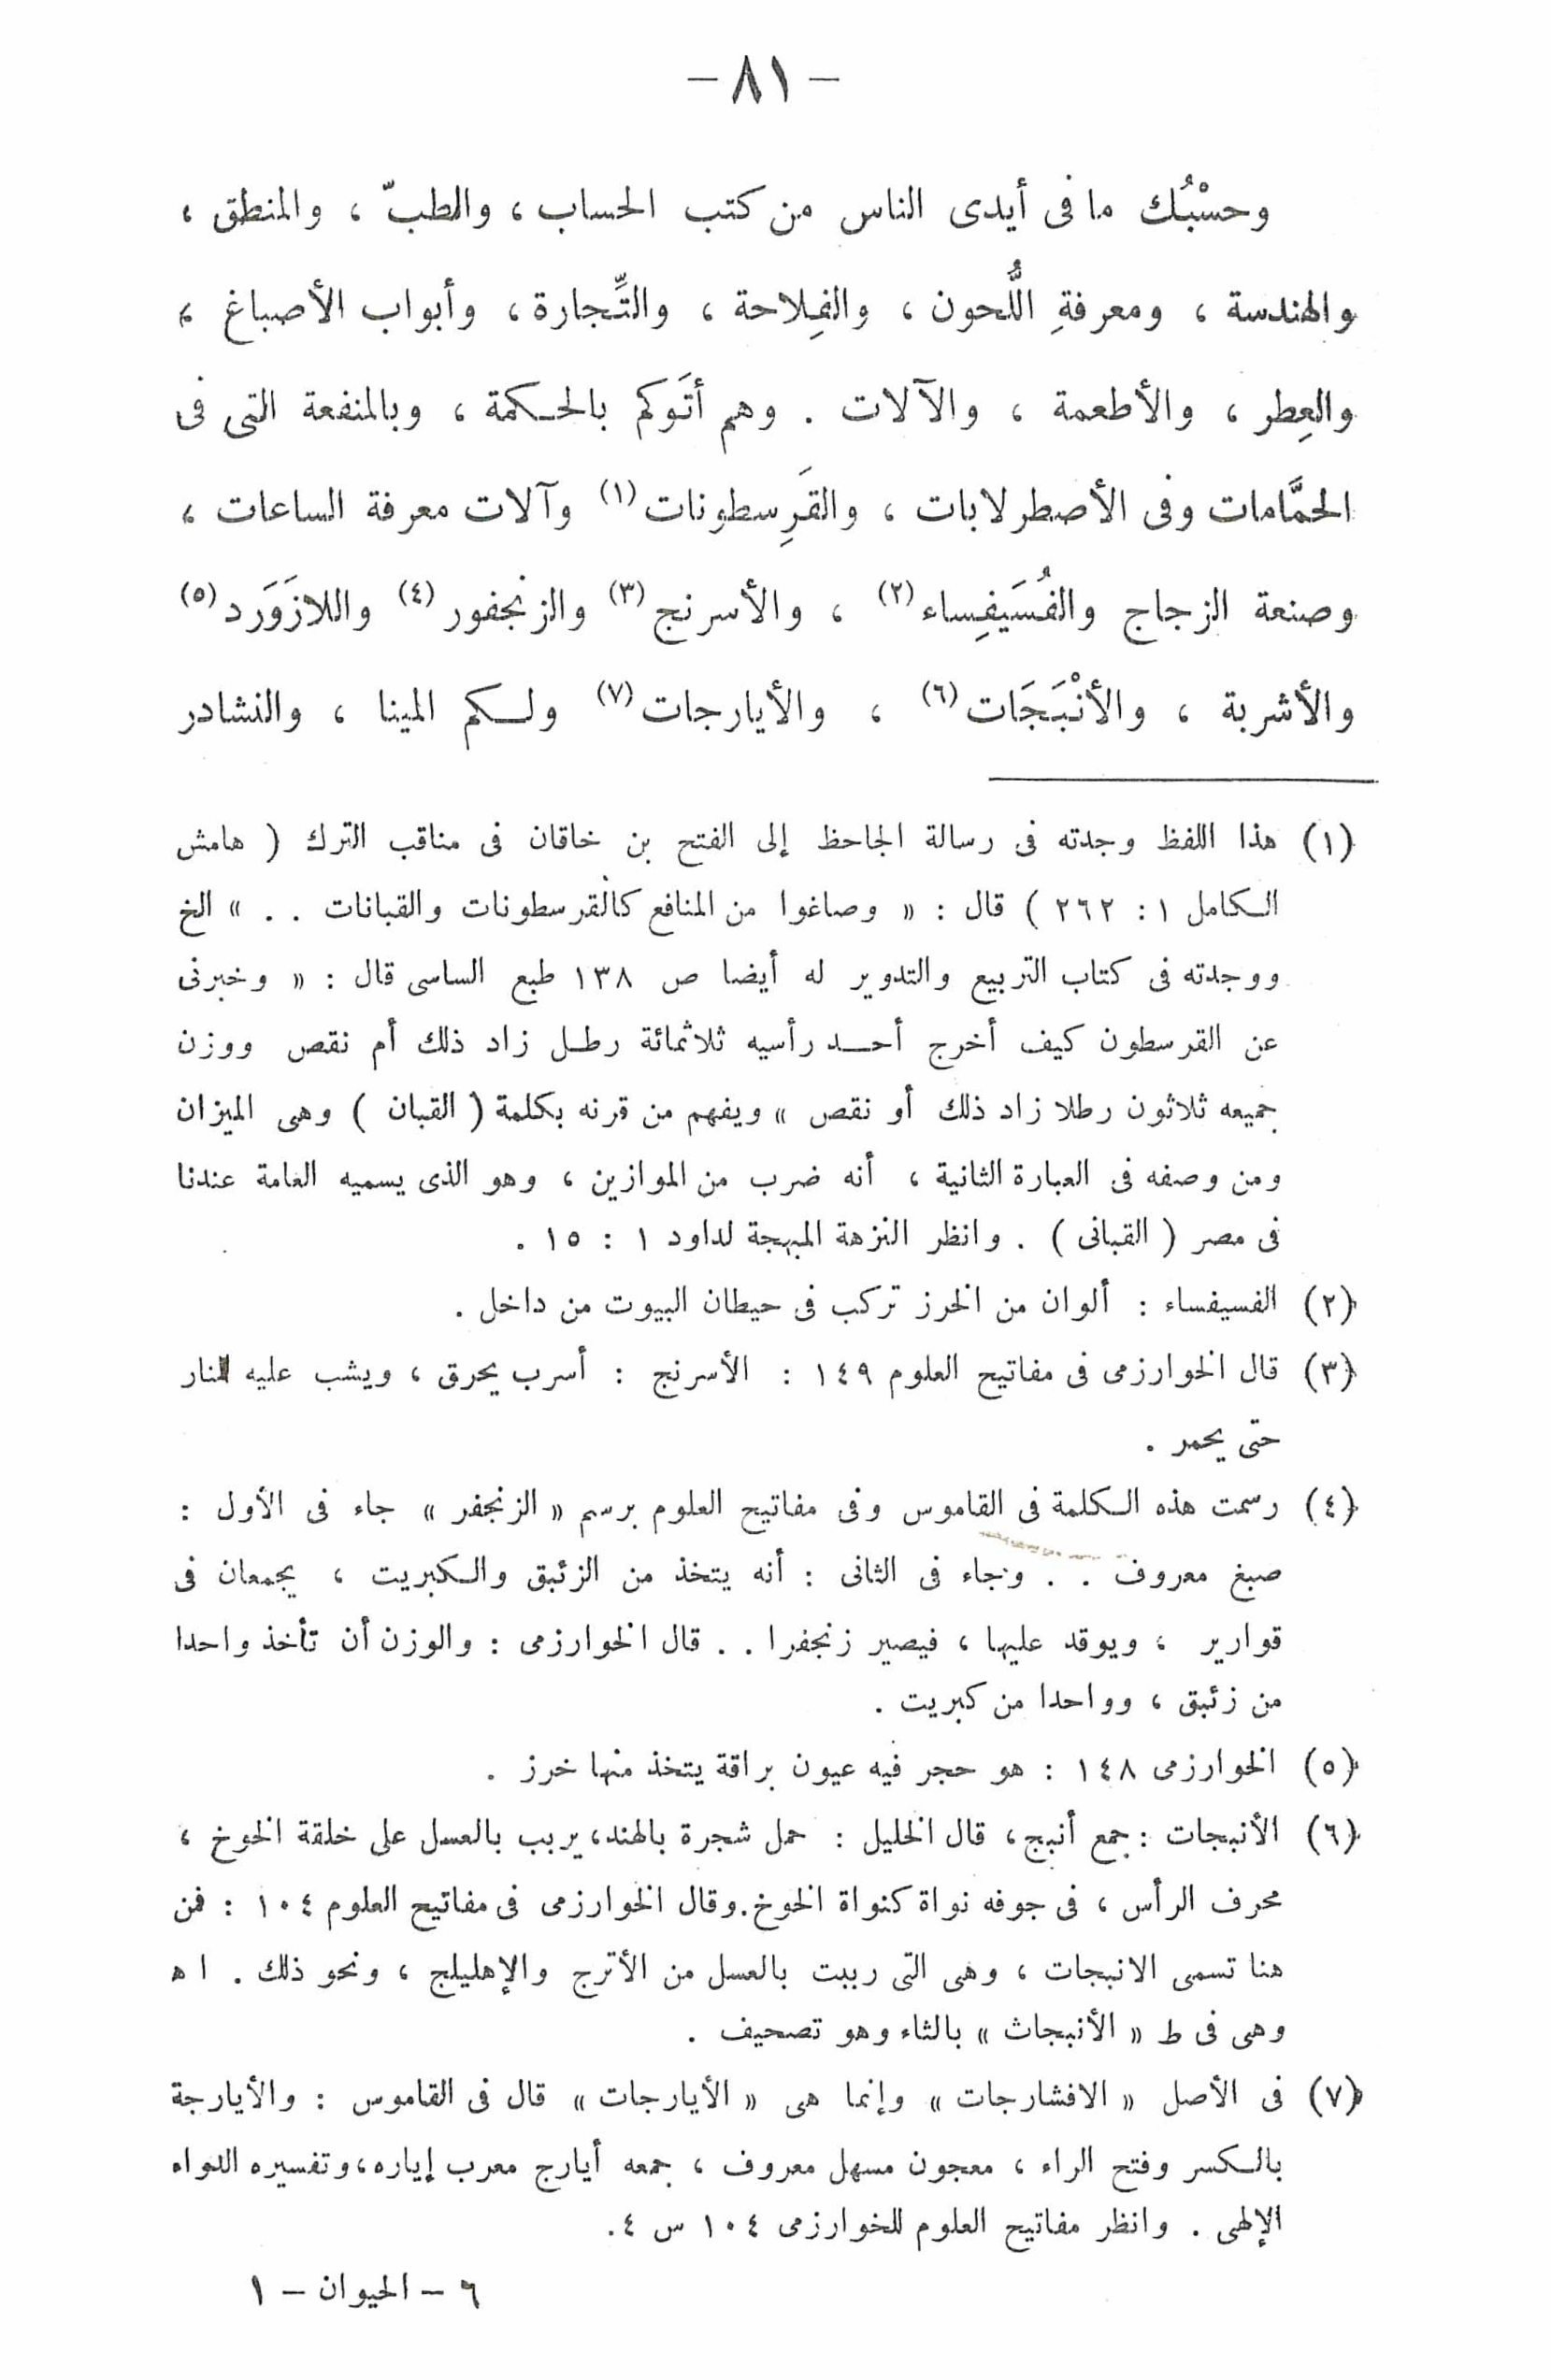 — ٨١ —
وحسْبُك ما فى أيدى الناس من كتب الحساب ، والطبّ ، والمنطق ،
والهندسة ، ومعرفةِ اللُّحون ، والفِلاحة ، والتِّجارة ، وأبواب الأصباغ ،
والعِطر ، والأطعمة ، والآلات . وهم أتَوكم بالحكمة ، وبالمنفعة التى فى
الحمَّامات وفى الأصطرلابات ، والقَرِسطونات (١) وآلات معرفة الساعات ،
وصنعة الزجاج والفُسَيفِساء (٢) ، والأسرنج (٣) والزنجفور (٤) واللازَوَرد (٥)
والأشربة ، والأنْبَجَات (٦) ، والأيارجات (٧) ولكم المينا ، والنشادر
(١) هذا اللفظ وجدته فى رسالة الجاحظ إلى الفتح بن خاقان فى مناقب الترك ( هامش
الكامل ١ : ٢٦٢ ) قال : « وصاغوا من المنافع كالقرسطونات والقبانات . . » الخ
ووجدته فى كتاب التربيع والتدوير له أيضا ص ١٣٨ طبع الساسى قال : « وخبرنى
عن القرسطون كيف أخرج أحد رأسيه ثلاثمائة رطل زاد ذلك أم نقص ووزن
جميعه ثلاثون رطلا زاد ذلك أو نقص » ويفهم من قرنه بكلمة ( القبان ) وهى الميزان
ومن وصفه فى العبارة الثانية ، أنه ضرب من الموازين ، وهو الذى يسميه العامة عندنا
فى مصر ( القبانى ) . وانظر النزهة المبهجة لداود ١ : ١٥ .
(٢) الفسيفساء : ألوان من الخرز تركب فى حيطان البيوت من داخل .
(٣) قال الخوارزمى فى مفاتيح العلوم ١٤٩ : الأسرنج : أسرب يحرق ، ويشب عليه النار
حتى يحمر .
(٤) رسمت هذه الكلمة فى القاموس وفى مفاتيح العلوم برسم « الزنجفر » جاء فى الأول :
صبغ معروف . . وجاء فى الثانى : أنه يتخذ من الزئبق والكبريت ، يجمعان فى
قوارير ، ويوقد عليها ، فيصير زنجفرا . . قال الخوارزمى : والوزن أن تأخذ واحدا
من زئبق ، وواحدا من كبريت .
(٥) الخوارزمى ١٤٨ : هو حجر فيه عيون براقة يتخذ منها خرز .
(٦) الأنبجات : جمع أنبج ، قال الخليل : حمل شجرة بالهند ، يربب بالعسل على خلقة الخوخ ،
محرف الرأس ، فى جوفه نواة كنواة الخوخ . وقال الخوارزمى فى مفاتيح العلوم ١٠٤ : فمن
هنا تسمى الانبجات ، وهى التى رببت بالعسل من الأترج والإهليلج ، ونحو ذلك . ا ه
وهى فى ط « الأنبجاث » بالثاء وهو تصحيف .
(٧) فى الأصل « الافشارجات » وإنما هى « الأيارجات » قال فى القاموس : والأيارجة
بالكسر وفتح الراء ، معجون مسهل معروف ، جمعه أيارج معرب إياره ، وتفسيره الدواء
الإلهى . وانظر مفاتيح العلوم للخوارزمى ١٠٤ س ٤ .
٦ — الحيوان — ١